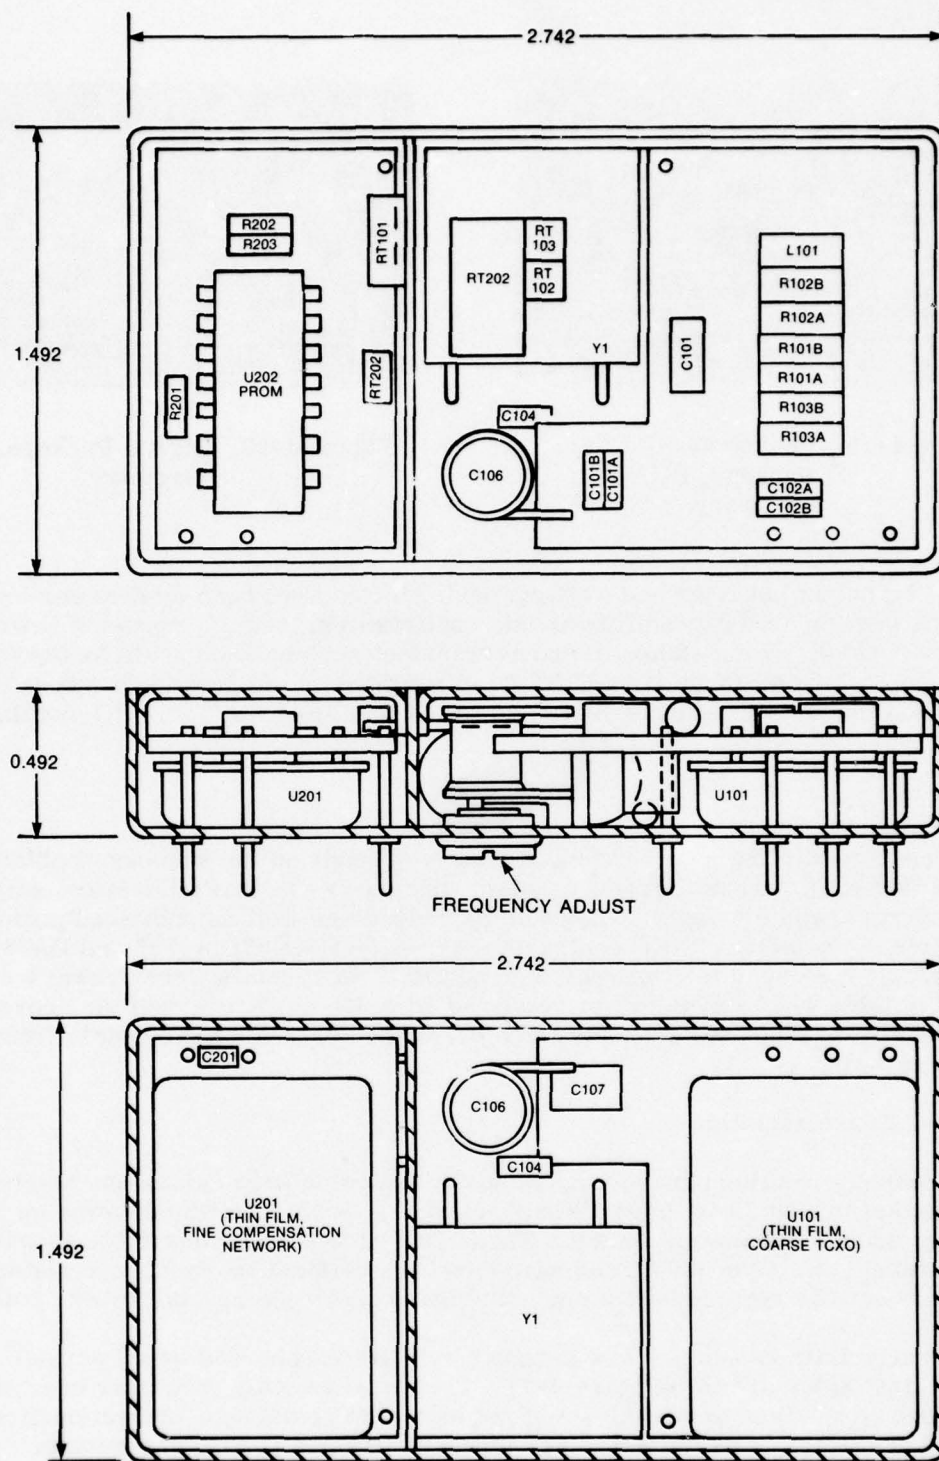 2.742
1.492
R202
R203
RT101
U202
PROM
R201
RT202
RT202
RT
103
RT
102
Y1
C104
C106
C101B
C101A
C101
L101
R102B
R102A
R101B
R101A
R103B
R103A
C102A
C102B
0.492
U201
U101
FREQUENCY ADJUST
2.742
1.492
C201
U201
(THIN FILM,
FINE COMPENSATION
NETWORK)
C106
C107
C104
Y1
U101
(THIN FILM,
COARSE TCXO)